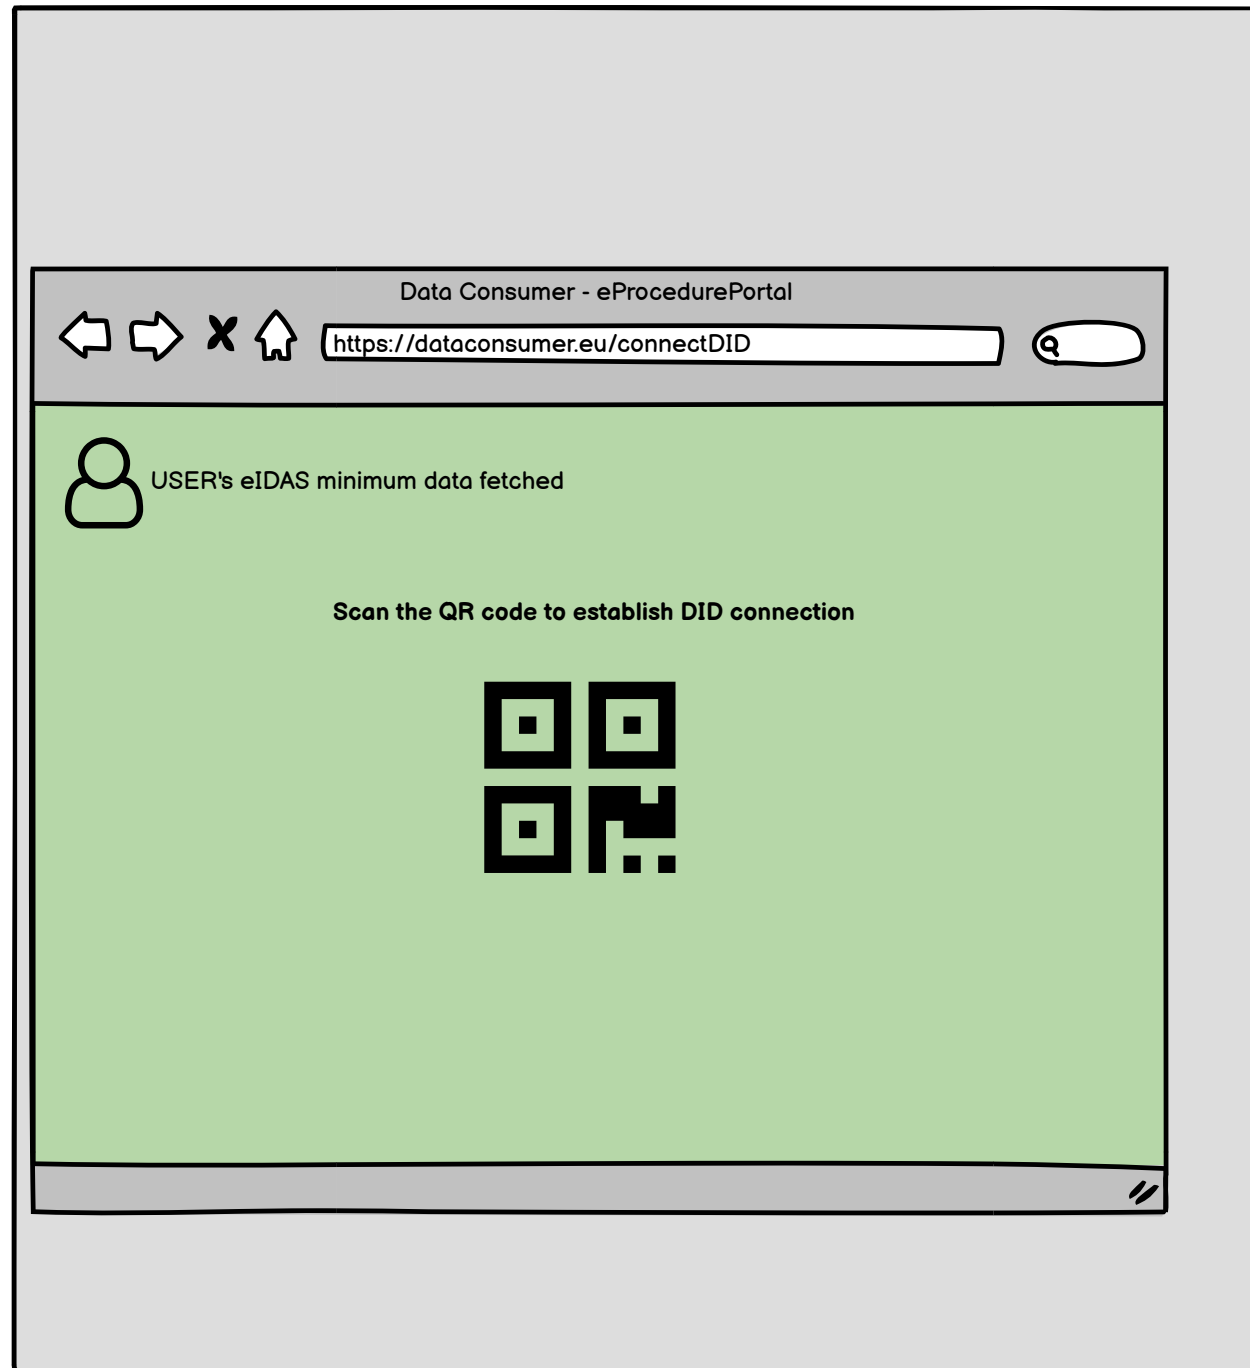 Data Consumer - eProcedurePortal
https://dataconsumer.eu/connectDID
USER's eIDAS minimum data fetched
Scan the QR code to establish DID connection